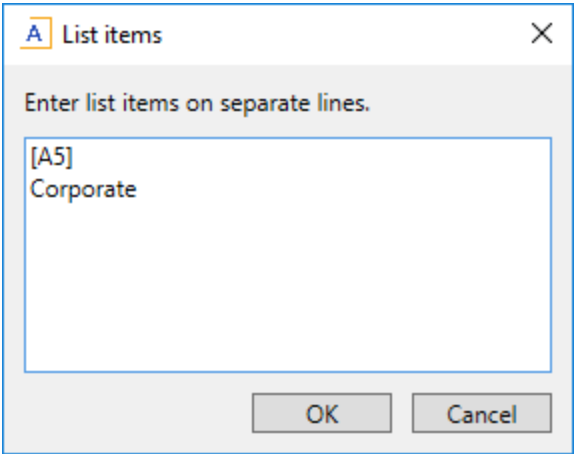 A List items
Enter list items on separate lines.
[A5]
Corporate
OK Cancel